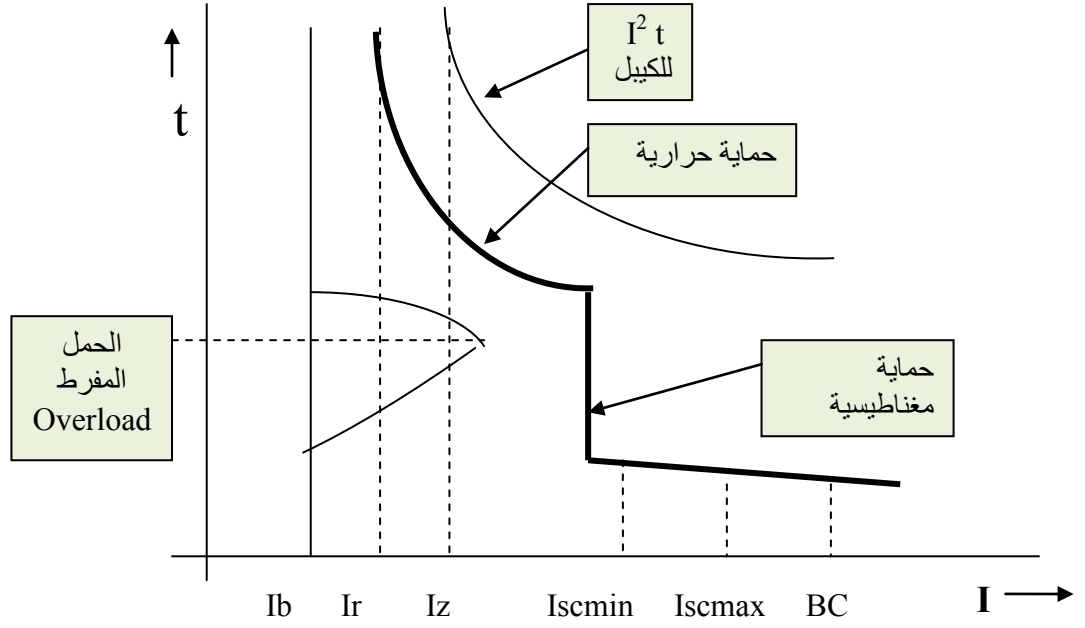 I² t
للكيبل
t
حماية حرارية
الحمل
المفرط
Overload
حماية
مغناطيسية
Ib Ir Iz Iscmin Iscmax BC I